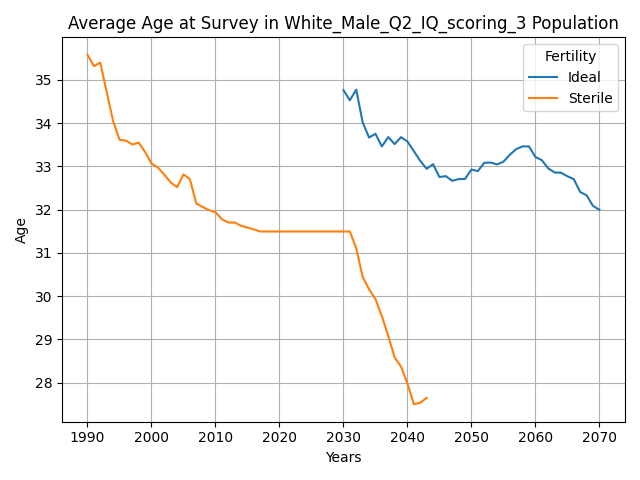 Average Age at Survey in White_Male_Q2_IQ_scoring_3 Population
Fertility
Ideal
Sterile
Age
35
34
33
32
31
30
29
28
1990
2000
2010
2020
2030
2040
2050
2060
2070
Years